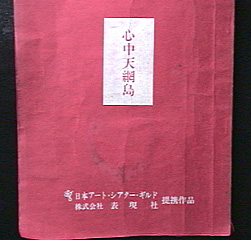 心中天網島
日本アート・シアター・ギルド
株式会社 表現社 提携作品